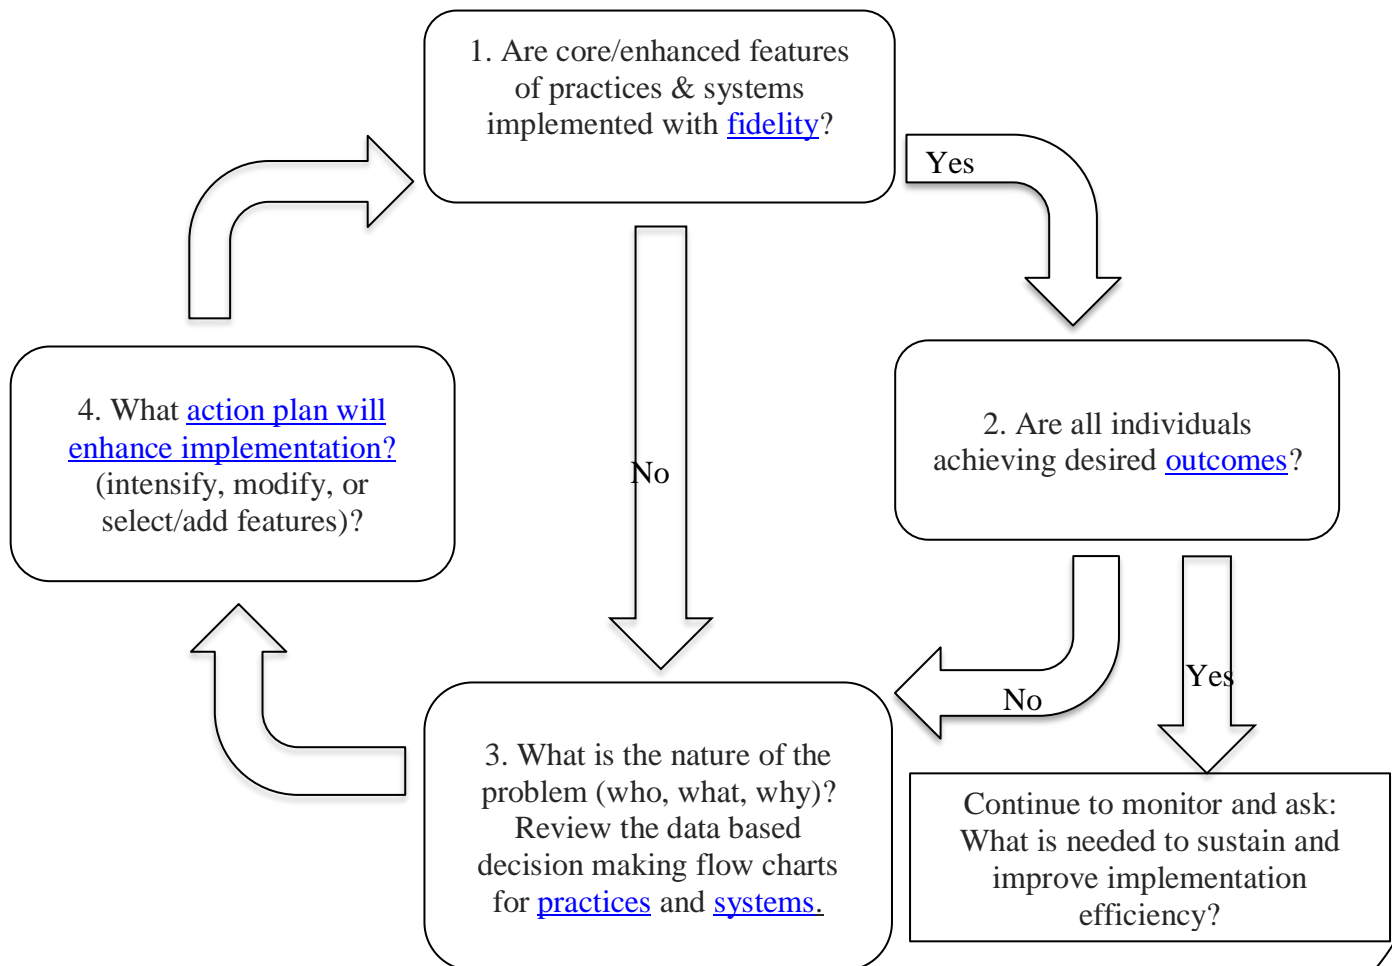 1. Are core/enhanced features
of practices & systems
implemented with fidelity?
Yes
4. What action plan will
enhance implementation?
(intensify, modify, or
select/add features)?
No
2. Are all individuals
achieving desired outcomes?
No
Yes
3. What is the nature of the
problem (who, what, why)?
Review the data based
decision making flow charts
for practices and systems.
Continue to monitor and ask:
What is needed to sustain and
improve implementation
efficiency?